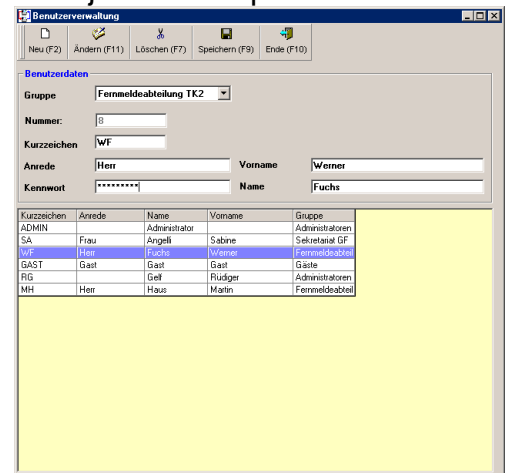 Benutzerverwaltung
Neu (F2) Ändern (F11) Löschen (F7) Speichern (F9) Ende (F10)
Benutzerdaten
Gruppe Fernmeldeabteilung TK2
Nummer: 8
Kurzzeichen WF
Anrede Herr Vorname Werner
Kennwort ********* Name Fuchs
Kurzzeichen Anrede Name Vorname Gruppe
ADMIN Administrator Administratoren
SA Frau Angelli Sabine Sekretariat GF
WF Herr Fuchs Werner Fernmeldeabteil
GAST Gast Gast Gast Gäste
RG Gelf Rüdiger Administratoren
MH Herr Haus Martin Fernmeldeabteil